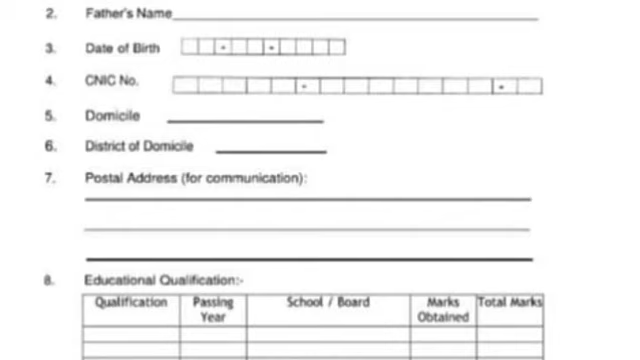 2. Father's Name
3. Date of Birth - -
4. CNIC No. - -
5. Domicile
6. District of Domicile
7. Postal Address (for communication):
8. Educational Qualification:-
Qualification Passing Year School / Board Marks Obtained Total Marks